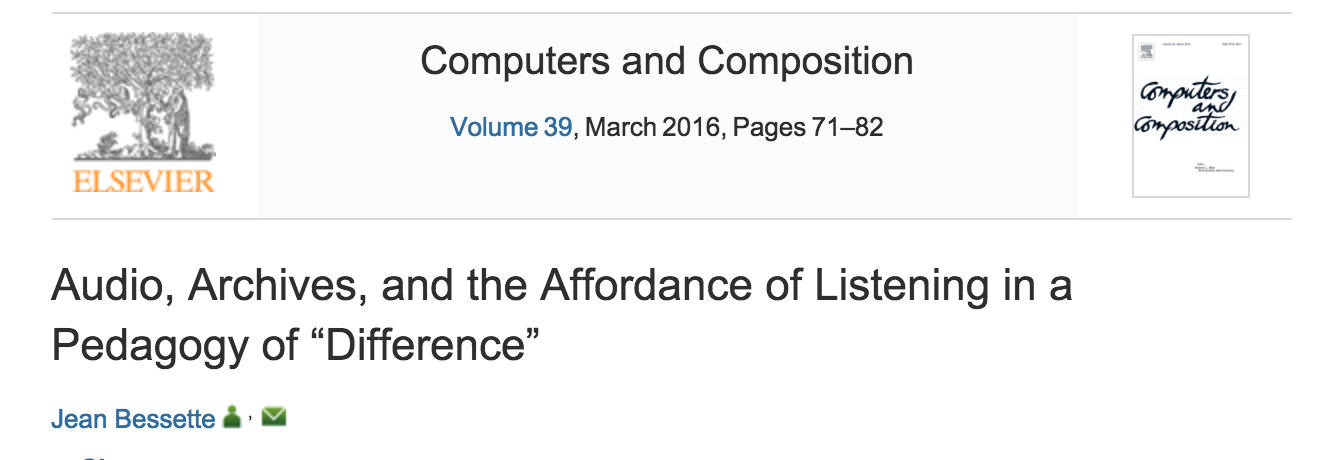 ELSEVIER
Computers and Composition
Volume 39, March 2016, Pages 71–82
Computers
and
Composition
Audio, Archives, and the Affordance of Listening in a
Pedagogy of “Difference”
Jean Bessette ,